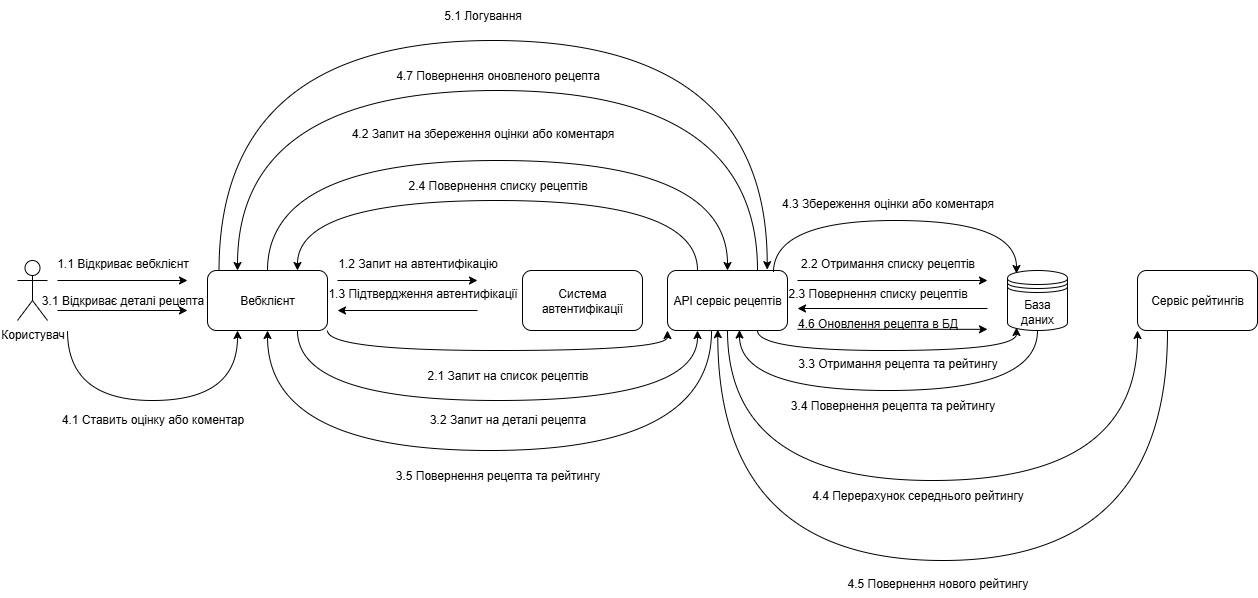 5.1 Логування
4.7 Повернення оновленого рецепта
4.2 Запит на збереження оцінки або коментаря
2.4 Повернення списку рецептів
4.3 Збереження оцінки або коментаря
1.1 Відкриває вебклієнт
1.2 Запит на автентифікацію
2.2 Отримання списку рецептів
3.1 Відкриває деталі рецепта
Вебклієнт
1.3 Підтвердження автентифікації
Система
автентифікації
API сервіс рецептів
2.3 Повернення списку рецептів
База
даних
Сервіс рейтингів
4.6 Оновлення рецепта в БД
Користувач
3.3 Отримання рецепта та рейтингу
2.1 Запит на список рецептів
3.4 Повернення рецепта та рейтингу
4.1 Ставить оцінку або коментар
3.2 Запит на деталі рецепта
3.5 Повернення рецепта та рейтингу
4.4 Перерахунок середнього рейтингу
4.5 Повернення нового рейтингу